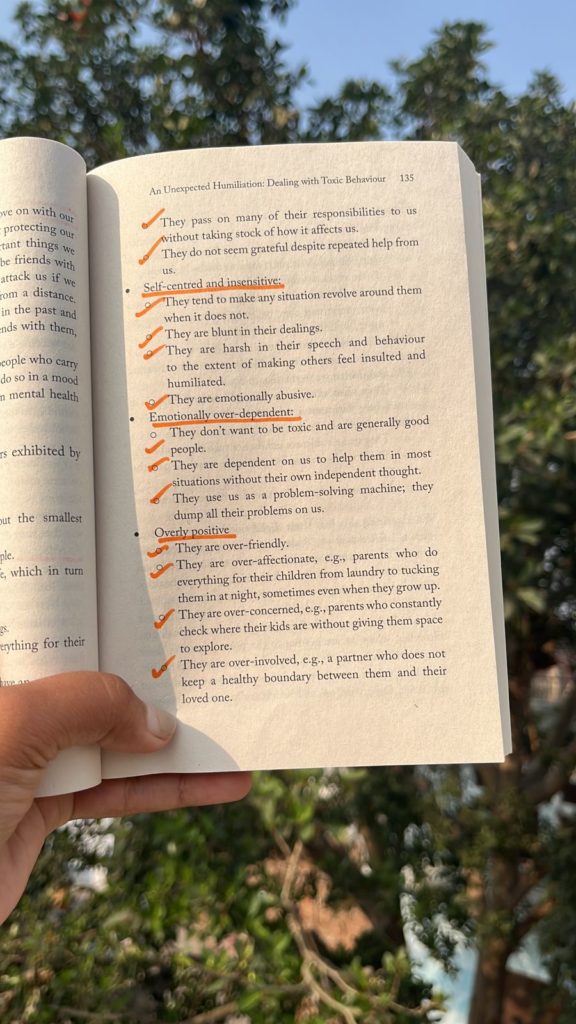 ve on with our
protecting our
tant things we
be friends with
attack us if we
rom a distance.
in the past and
nds with them,
eople who carry
do so in a mood
n mental health
rs exhibited by
out the smallest
ple.
e, which in turn
gs.
erything for their
An Unexpected Humiliation: Dealing with Toxic Behaviour 135
They pass on many of their responsibilities to us
without taking stock of how it affects us.
They do not seem grateful despite repeated help from
us.
• Self-centred and insensitive:
They tend to make any situation revolve around them
when it does not.
They are blunt in their dealings.
They are harsh in their speech and behaviour
to the extent of making others feel insulted and
humiliated.
They are emotionally abusive.
• Emotionally over-dependent:
○ They don't want to be toxic and are generally good
people.
They are dependent on us to help them in most
situations without their own independent thought.
They use us as a problem-solving machine; they
dump all their problems on us.
• Overly positive
They are over-friendly.
They are over-affectionate, e.g., parents who do
everything for their children from laundry to tucking
them in at night, sometimes even when they grow up.
They are over-concerned, e.g., parents who constantly
check where their kids are without giving them space
to explore.
They are over-involved, e.g., a partner who does not
keep a healthy boundary between them and their
loved one.